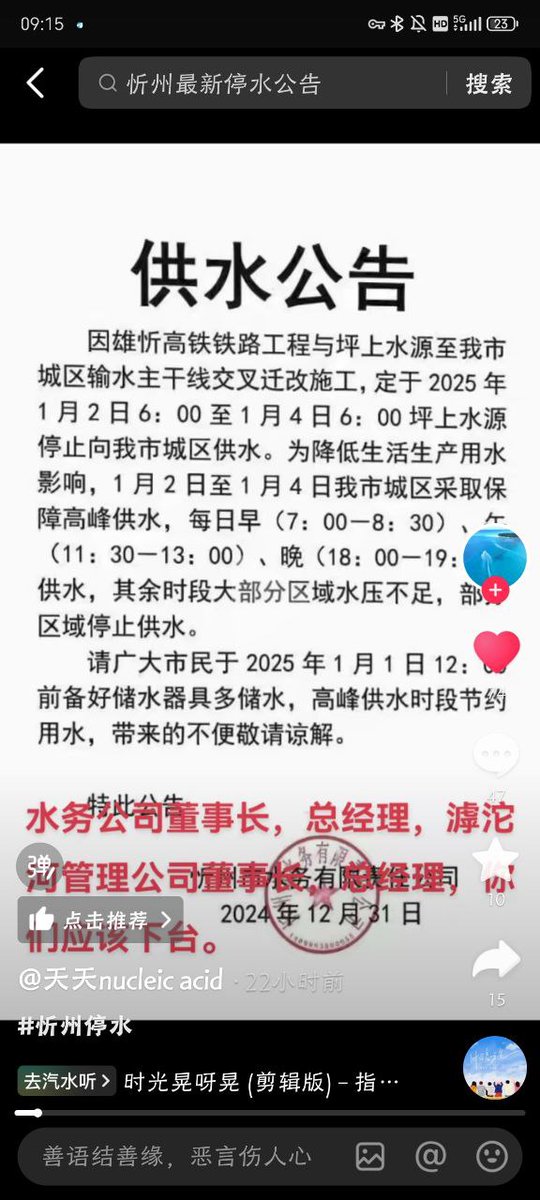 09:15
HD 5G 23
忻州最新停水公告 搜索
供水公告
因雄忻高铁铁路工程与坪上水源至我市
城区输水主干线交叉迁改施工，定于 2025 年
1 月 2 日 6：00 至 1 月 4 日 6：00 坪上水源
停止向我市城区供水。为降低生活生产用水
影响，1 月 2 日至 1 月 4 日我市城区采取保
障高峰供水，每日早（7：00－8：30）、午
（11：30－13：00）、晚（18：00－19：
供水，其余时段大部分区域水压不足，部分
区域停止供水。
请广大市民于 2025 年 1 月 1 日 12：
前备好储水器具多储水，高峰供水时段节约
用水，带来的不便敬请谅解。
特此公告
水务公司董事长，总经理，滹沱
河管理公司董事长，总经理，你
们应该下台。
2024 年 12 月 31 日
弹
点击推荐
74
47
10
15
@天天nucleic acid · 22小时前
#忻州停水
去汽水听 时光晃呀晃 (剪辑版) – 指…
善语结善缘，恶言伤人心